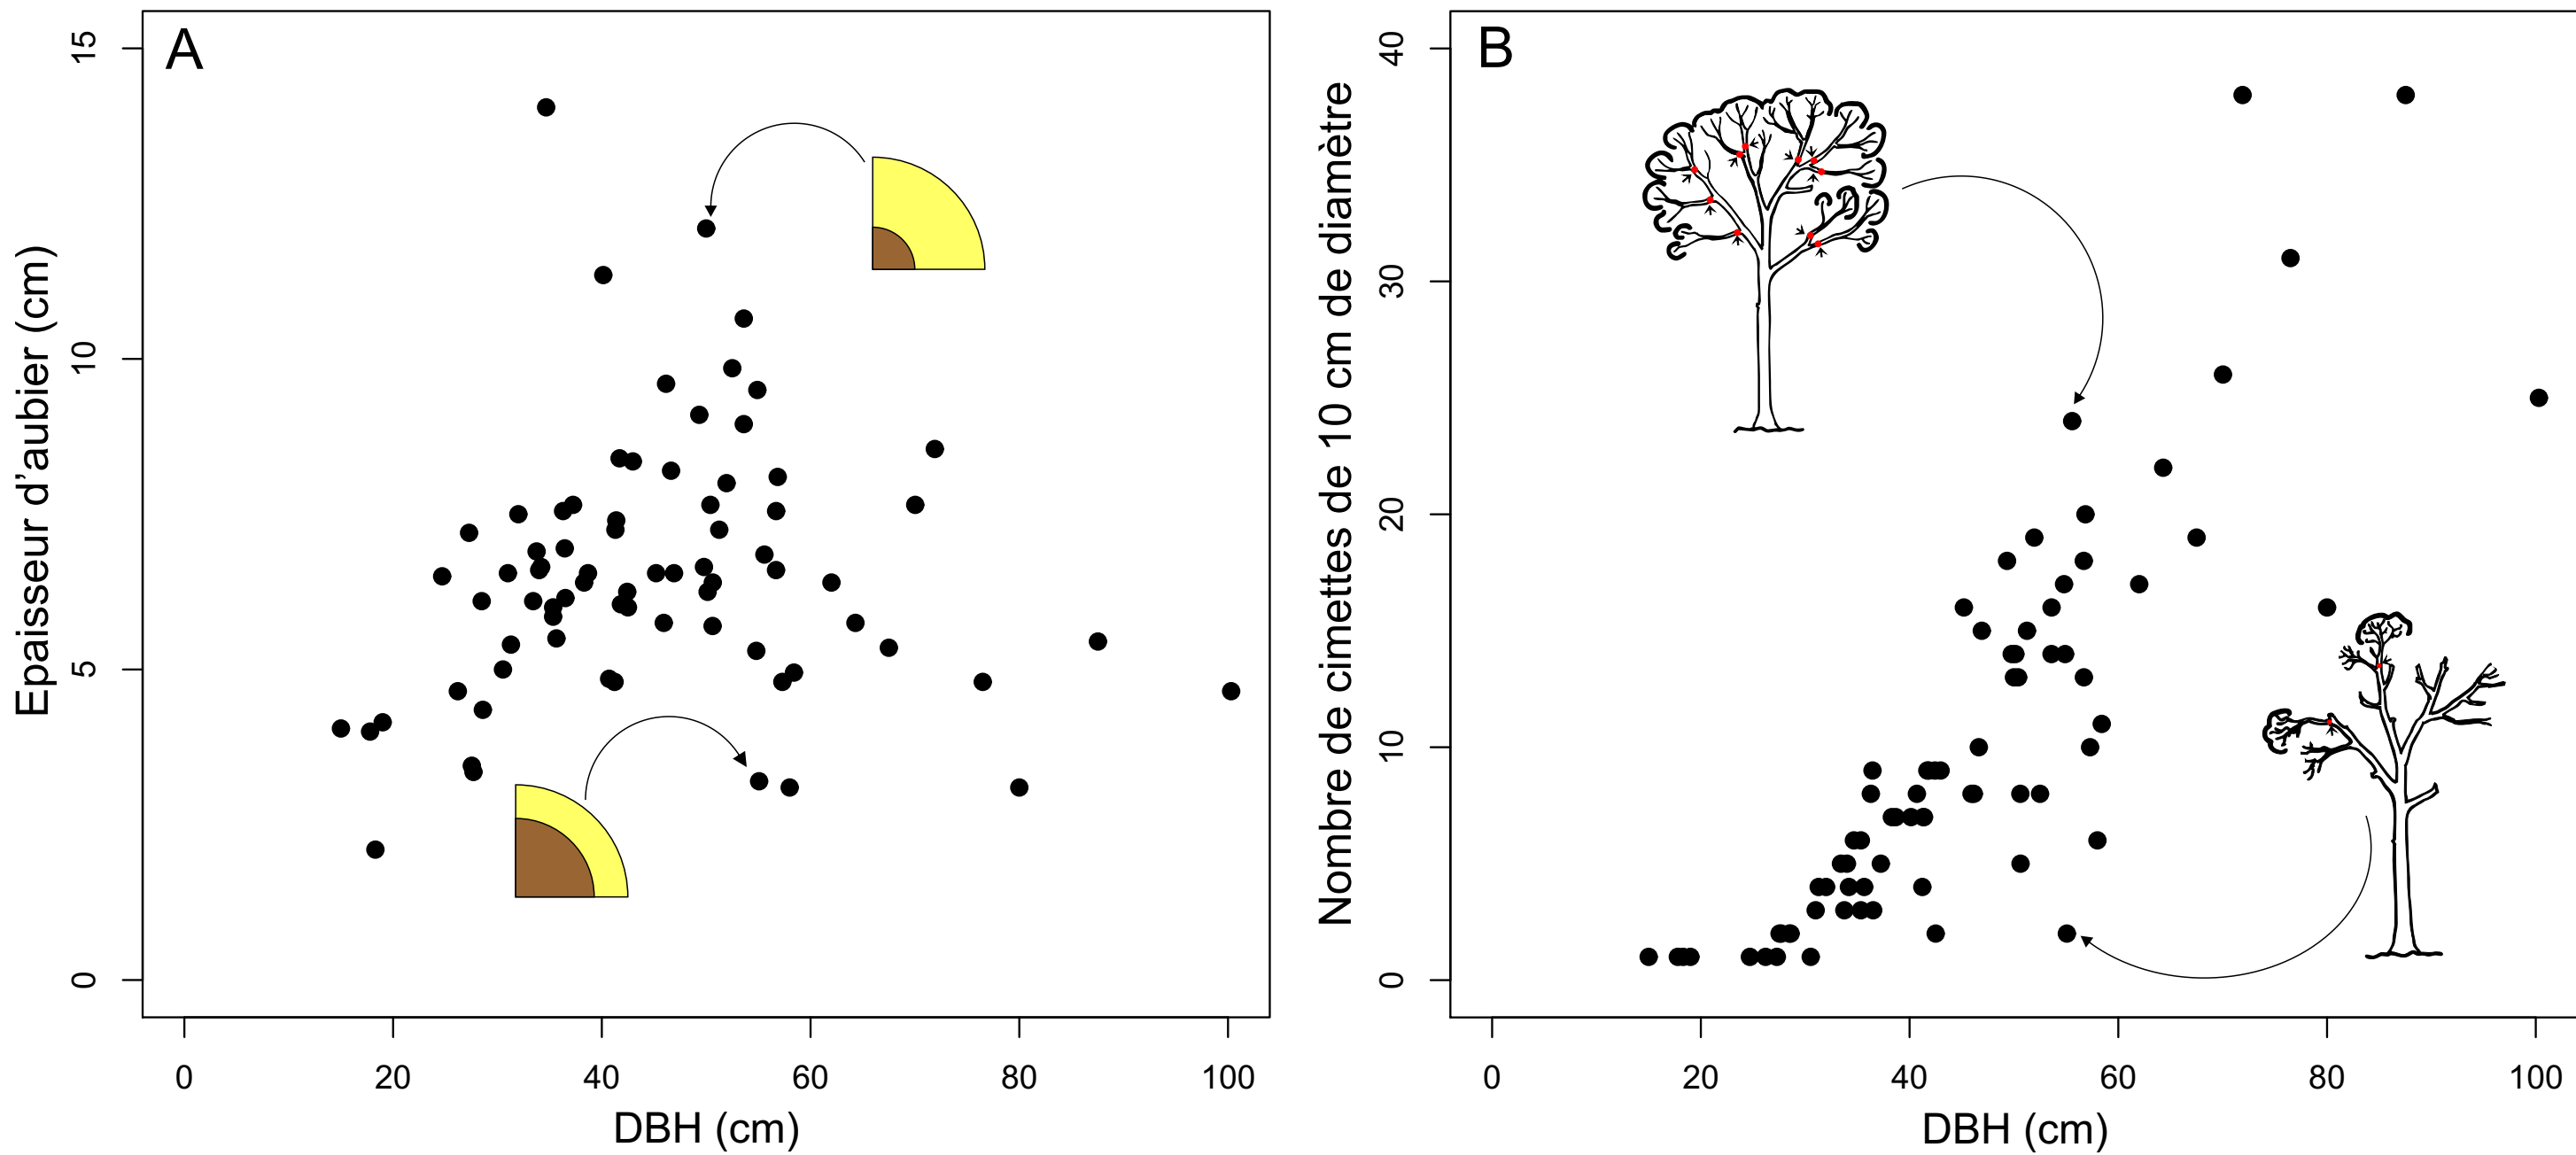 A
15
10
5
0
Epaisseur d’aubier (cm)
0 20 40 60 80 100
DBH (cm)
B
40
30
20
10
0
Nombre de cimettes de 10 cm de diamètre
0 20 40 60 80 100
DBH (cm)